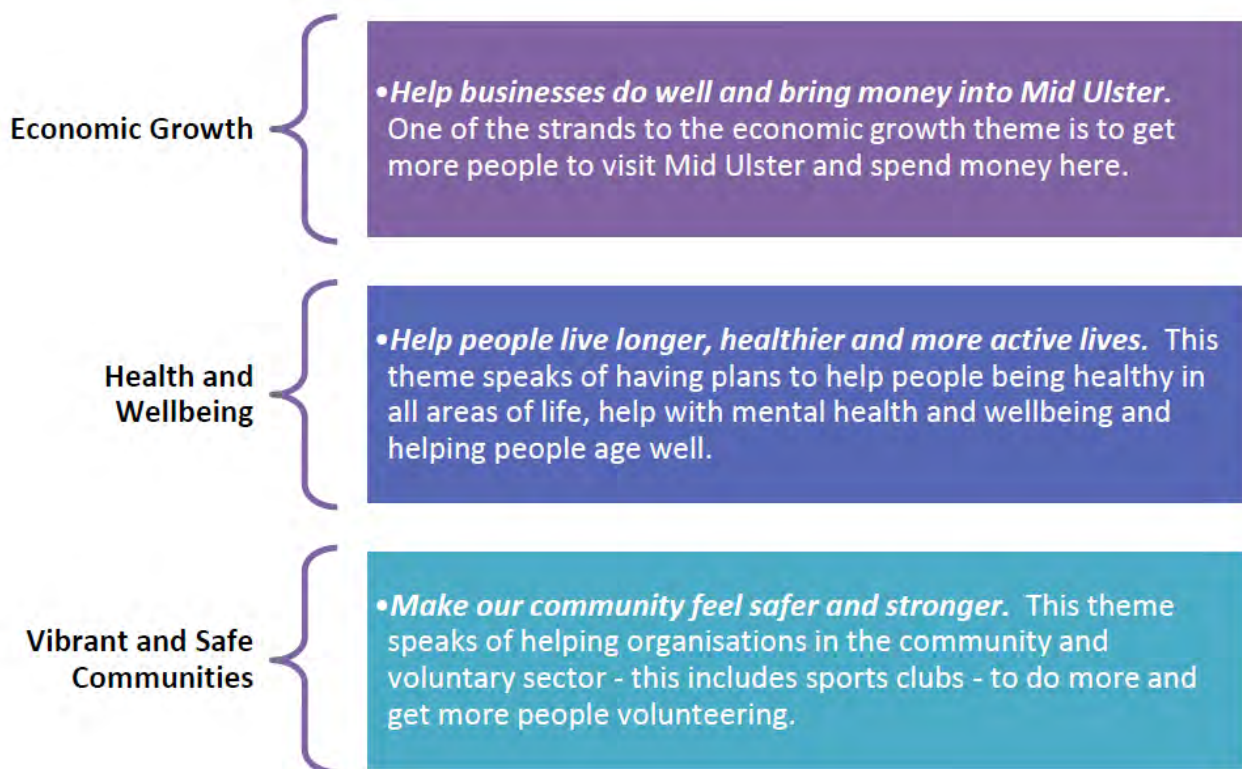 Economic Growth
•Help businesses do well and bring money into Mid Ulster.
One of the strands to the economic growth theme is to get
more people to visit Mid Ulster and spend money here.
Health and
Wellbeing
•Help people live longer, healthier and more active lives.  This
theme speaks of having plans to help people being healthy in
all areas of life, help with mental health and wellbeing and
helping people age well.
Vibrant and Safe
Communities
•Make our community feel safer and stronger.  This theme
speaks of helping organisations in the community and
voluntary sector - this includes sports clubs - to do more and
get more people volunteering.